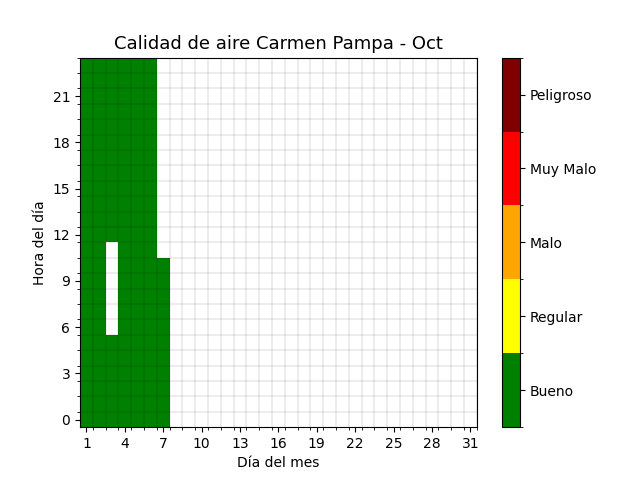 Calidad de aire Carmen Pampa - Oct
Hora del día
21
18
15
12
9
6
3
0
1 4 7 10 13 16 19 22 25 28 31
Día del mes
Peligroso
Muy Malo
Malo
Regular
Bueno